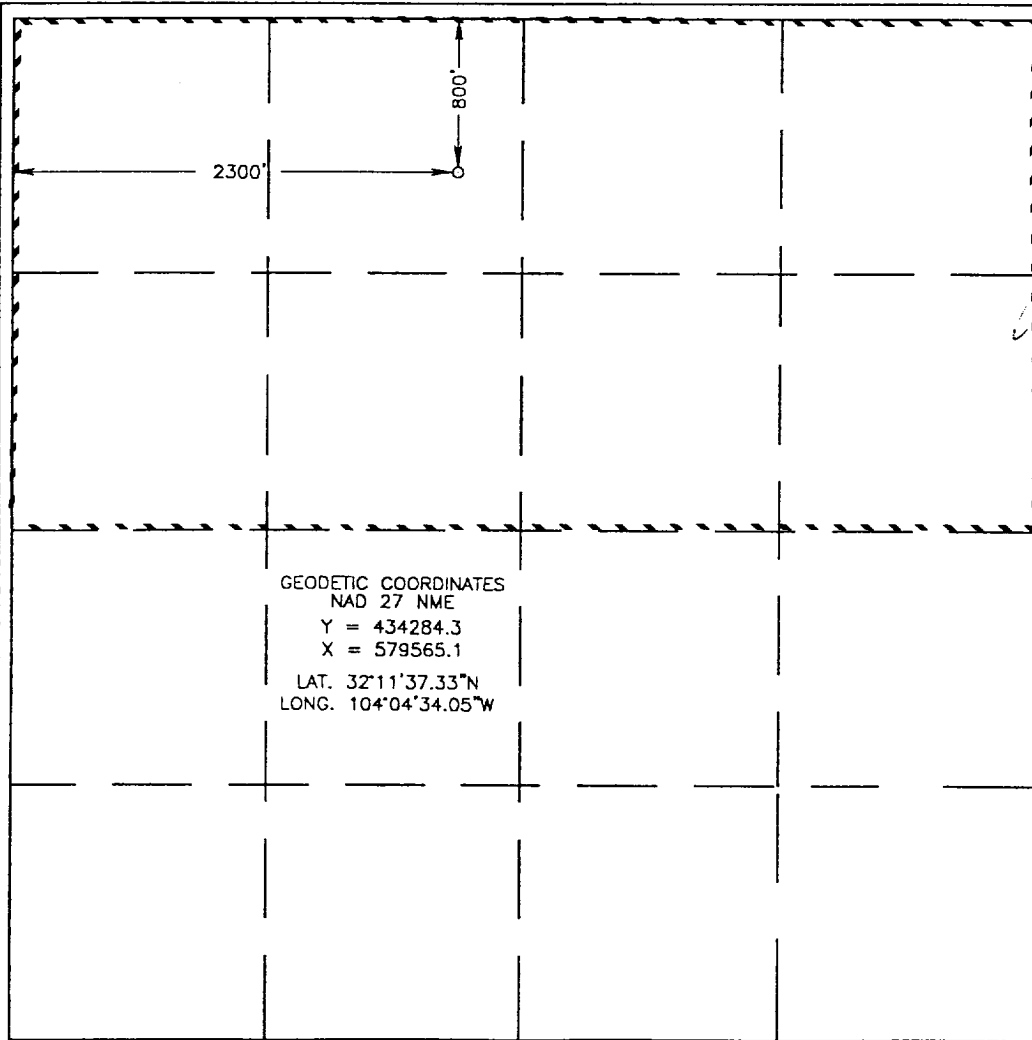 800'
2300'
GEODETIC COORDINATES
NAD 27 NME
Y = 434284.3
X = 579565.1
LAT. 32°11'37.33"N
LONG. 104°04'34.05"W